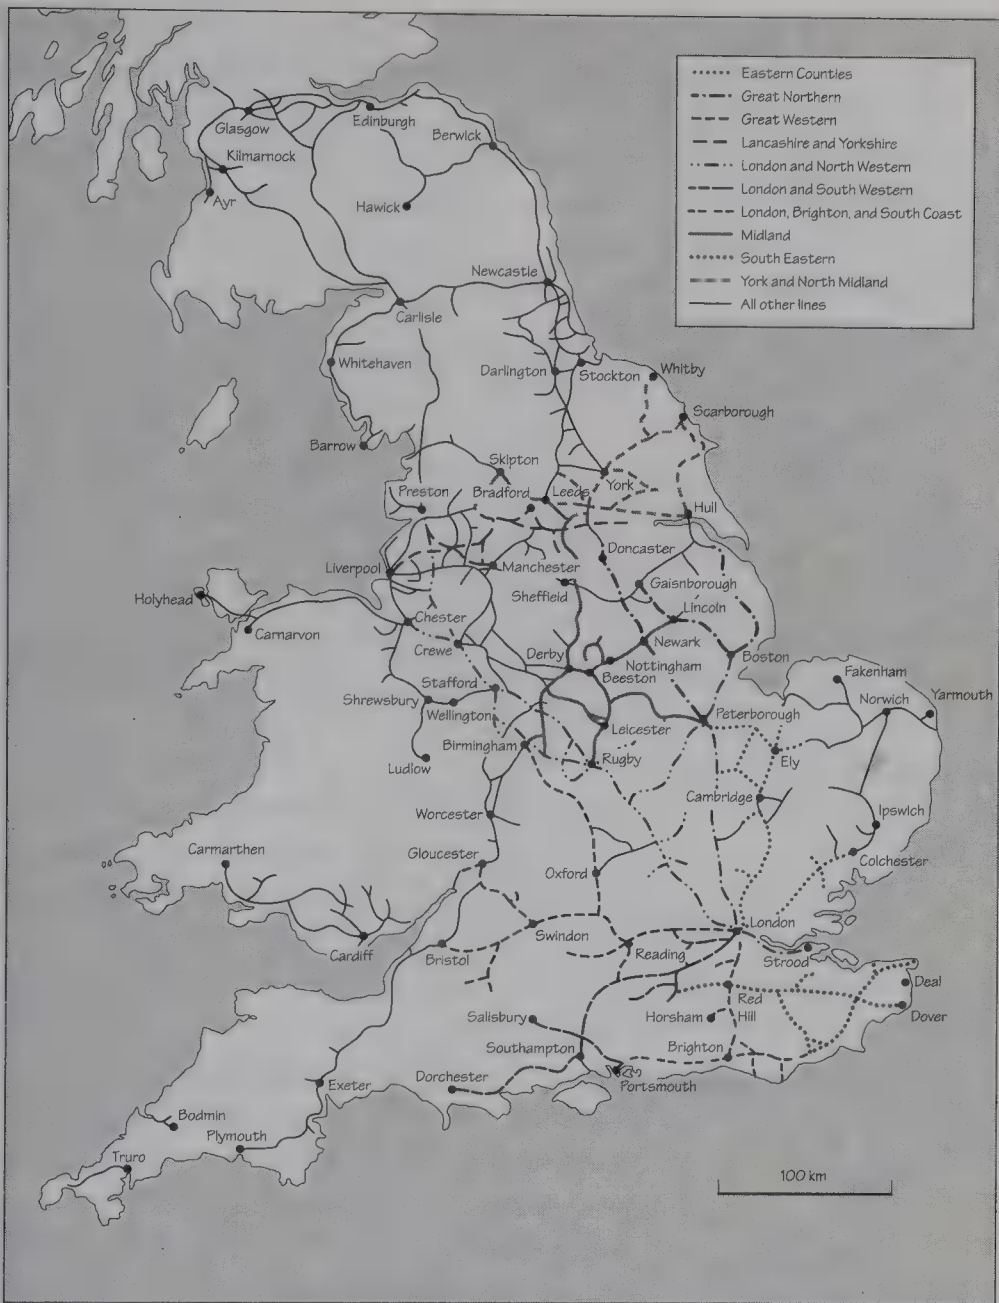 Eastern Counties
Great Northern
Great Western
Lancashire and Yorkshire
London and North Western
London and South Western
London, Brighton, and South Coast
Midland
South Eastern
York and North Midland
All other lines
Glasgow
Edinburgh
Berwick
Kilmarnock
Ayr
Hawick
Newcastle
Carlisle
Whitehaven
Darlington
Stockton
Whitby
Scarborough
Barrow
Skipton
York
Preston
Bradford
Leeds
Hull
Doncaster
Liverpool
Manchester
Sheffield
Gaisnborough
Holyhead
Lincoln
Carnarvon
Chester
Crewe
Newark
Derby
Nottingham
Boston
Beeston
Fakenham
Stafford
Norwich
Yarmouth
Shrewsbury
Wellington
Peterborough
Leicester
Birmingham
Rugby
Ely
Ludlow
Cambridge
Worcester
Ipswich
Carmarthen
Gloucester
Colchester
Oxford
London
Swindon
Cardiff
Bristol
Reading
Strood
Deal
Red
Hill
Salisbury
Horsham
Dover
Southampton
Brighton
Dorchester
Portsmouth
Exeter
Bodmin
Plymouth
Truro
100 km